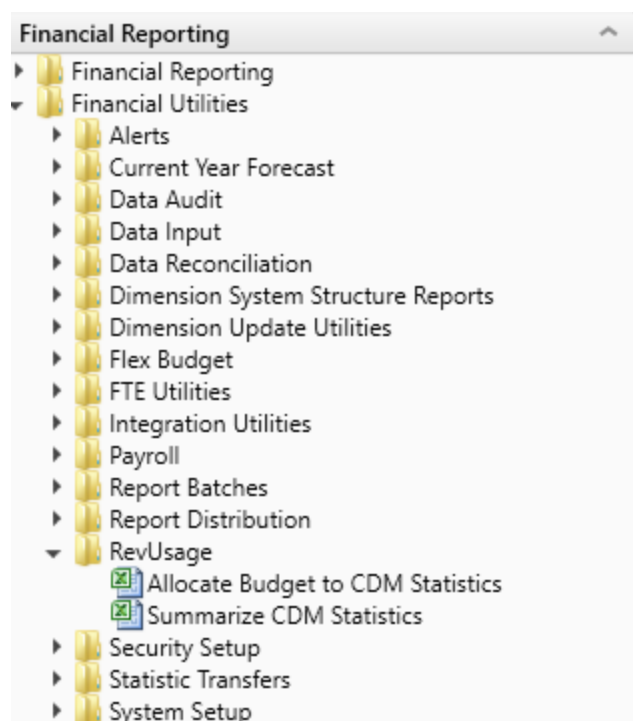 Financial Reporting
Financial Reporting
Financial Utilities
Alerts
Current Year Forecast
Data Audit
Data Input
Data Reconciliation
Dimension System Structure Reports
Dimension Update Utilities
Flex Budget
FTE Utilities
Integration Utilities
Payroll
Report Batches
Report Distribution
RevUsage
Allocate Budget to CDM Statistics
Summarize CDM Statistics
Security Setup
Statistic Transfers
System Setup